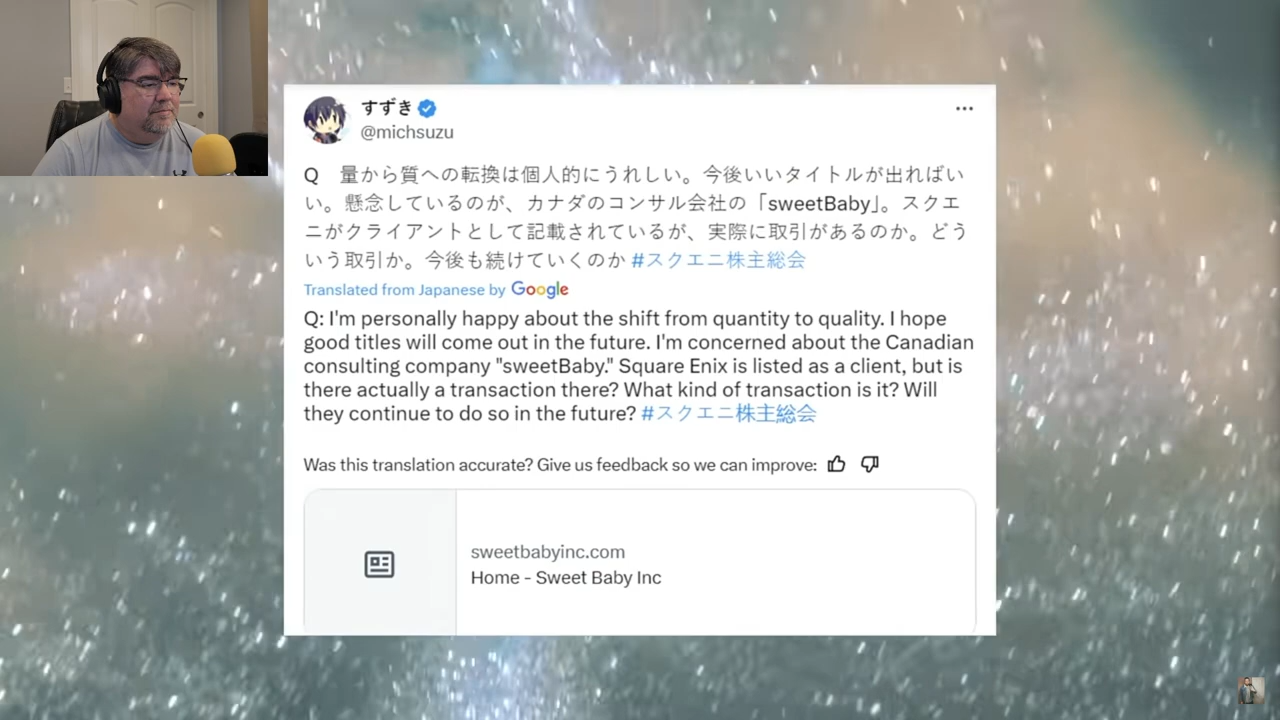 すずき
@michsuzu
Q 量から質への転換は個人的にうれしい。今後いいタイトルが出ればい
い。懸念しているのが、カナダのコンサル会社の「sweetBaby」。スクエ
ニがクライアントとして記載されているが、実際に取引があるのか。どう
いう取引か。今後も続けていくのか #スクエニ株主総会
Translated from Japanese by Google
Q: I'm personally happy about the shift from quantity to quality. I hope
good titles will come out in the future. I'm concerned about the Canadian
consulting company "sweetBaby." Square Enix is listed as a client, but is
there actually a transaction there? What kind of transaction is it? Will
they continue to do so in the future? #スクエニ株主総会
Was this translation accurate? Give us feedback so we can improve:
sweetbabyinc.com
Home - Sweet Baby Inc